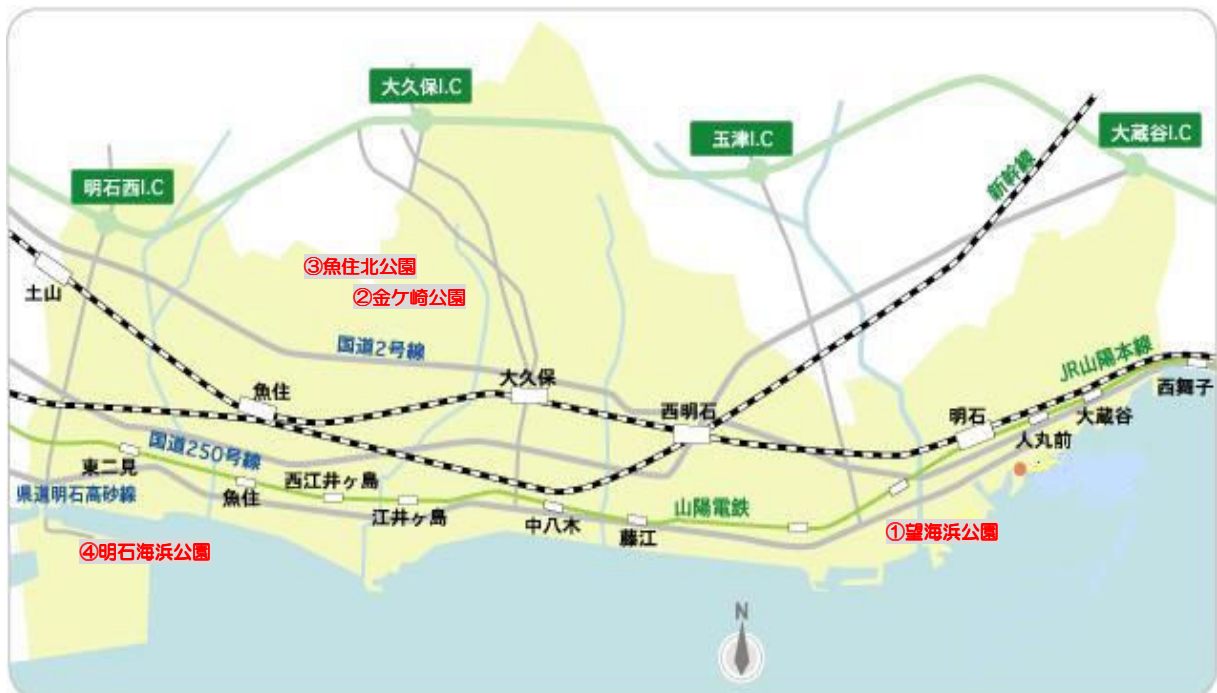 大久保I.C
玉津I.C
大蔵谷I.C
明石西I.C
新幹線
③魚住北公園
②金ケ崎公園
土山
国道2号線
JR山陽本線
大久保
西舞子
魚住
西明石
明石
大蔵谷
人丸前
国道250号線
東二見
西江井ヶ島
県道明石高砂線
魚住
江井ヶ島
中八木
山陽電鉄
藤江
①望海浜公園
④明石海浜公園
N